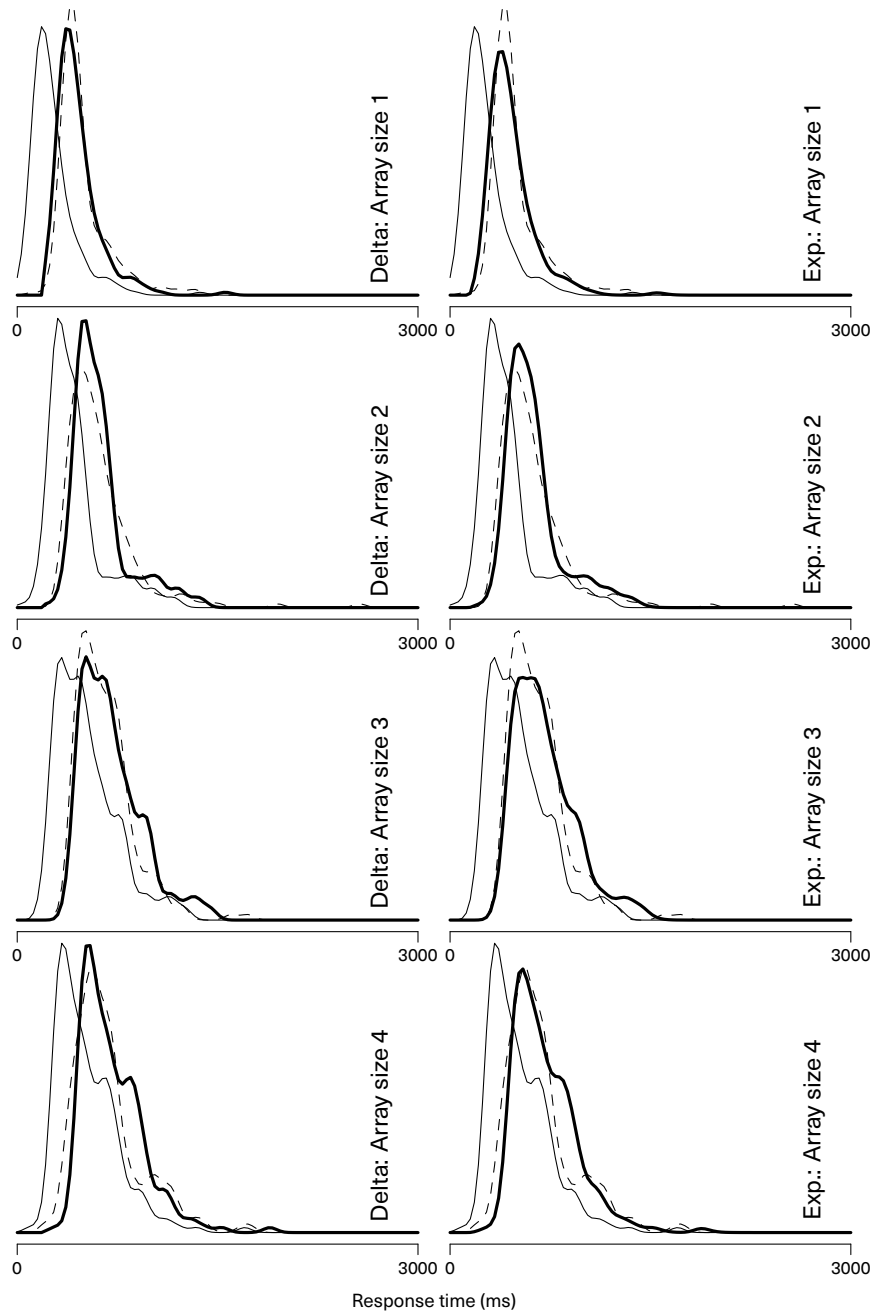 Delta: Array size 1
Exp.: Array size 1
0 3000 0 3000
Delta: Array size 2
Exp.: Array size 2
0 3000 0 3000
Delta: Array size 3
Exp.: Array size 3
0 3000 0 3000
Delta: Array size 4
Exp.: Array size 4
0 3000 0 3000
Response time (ms)